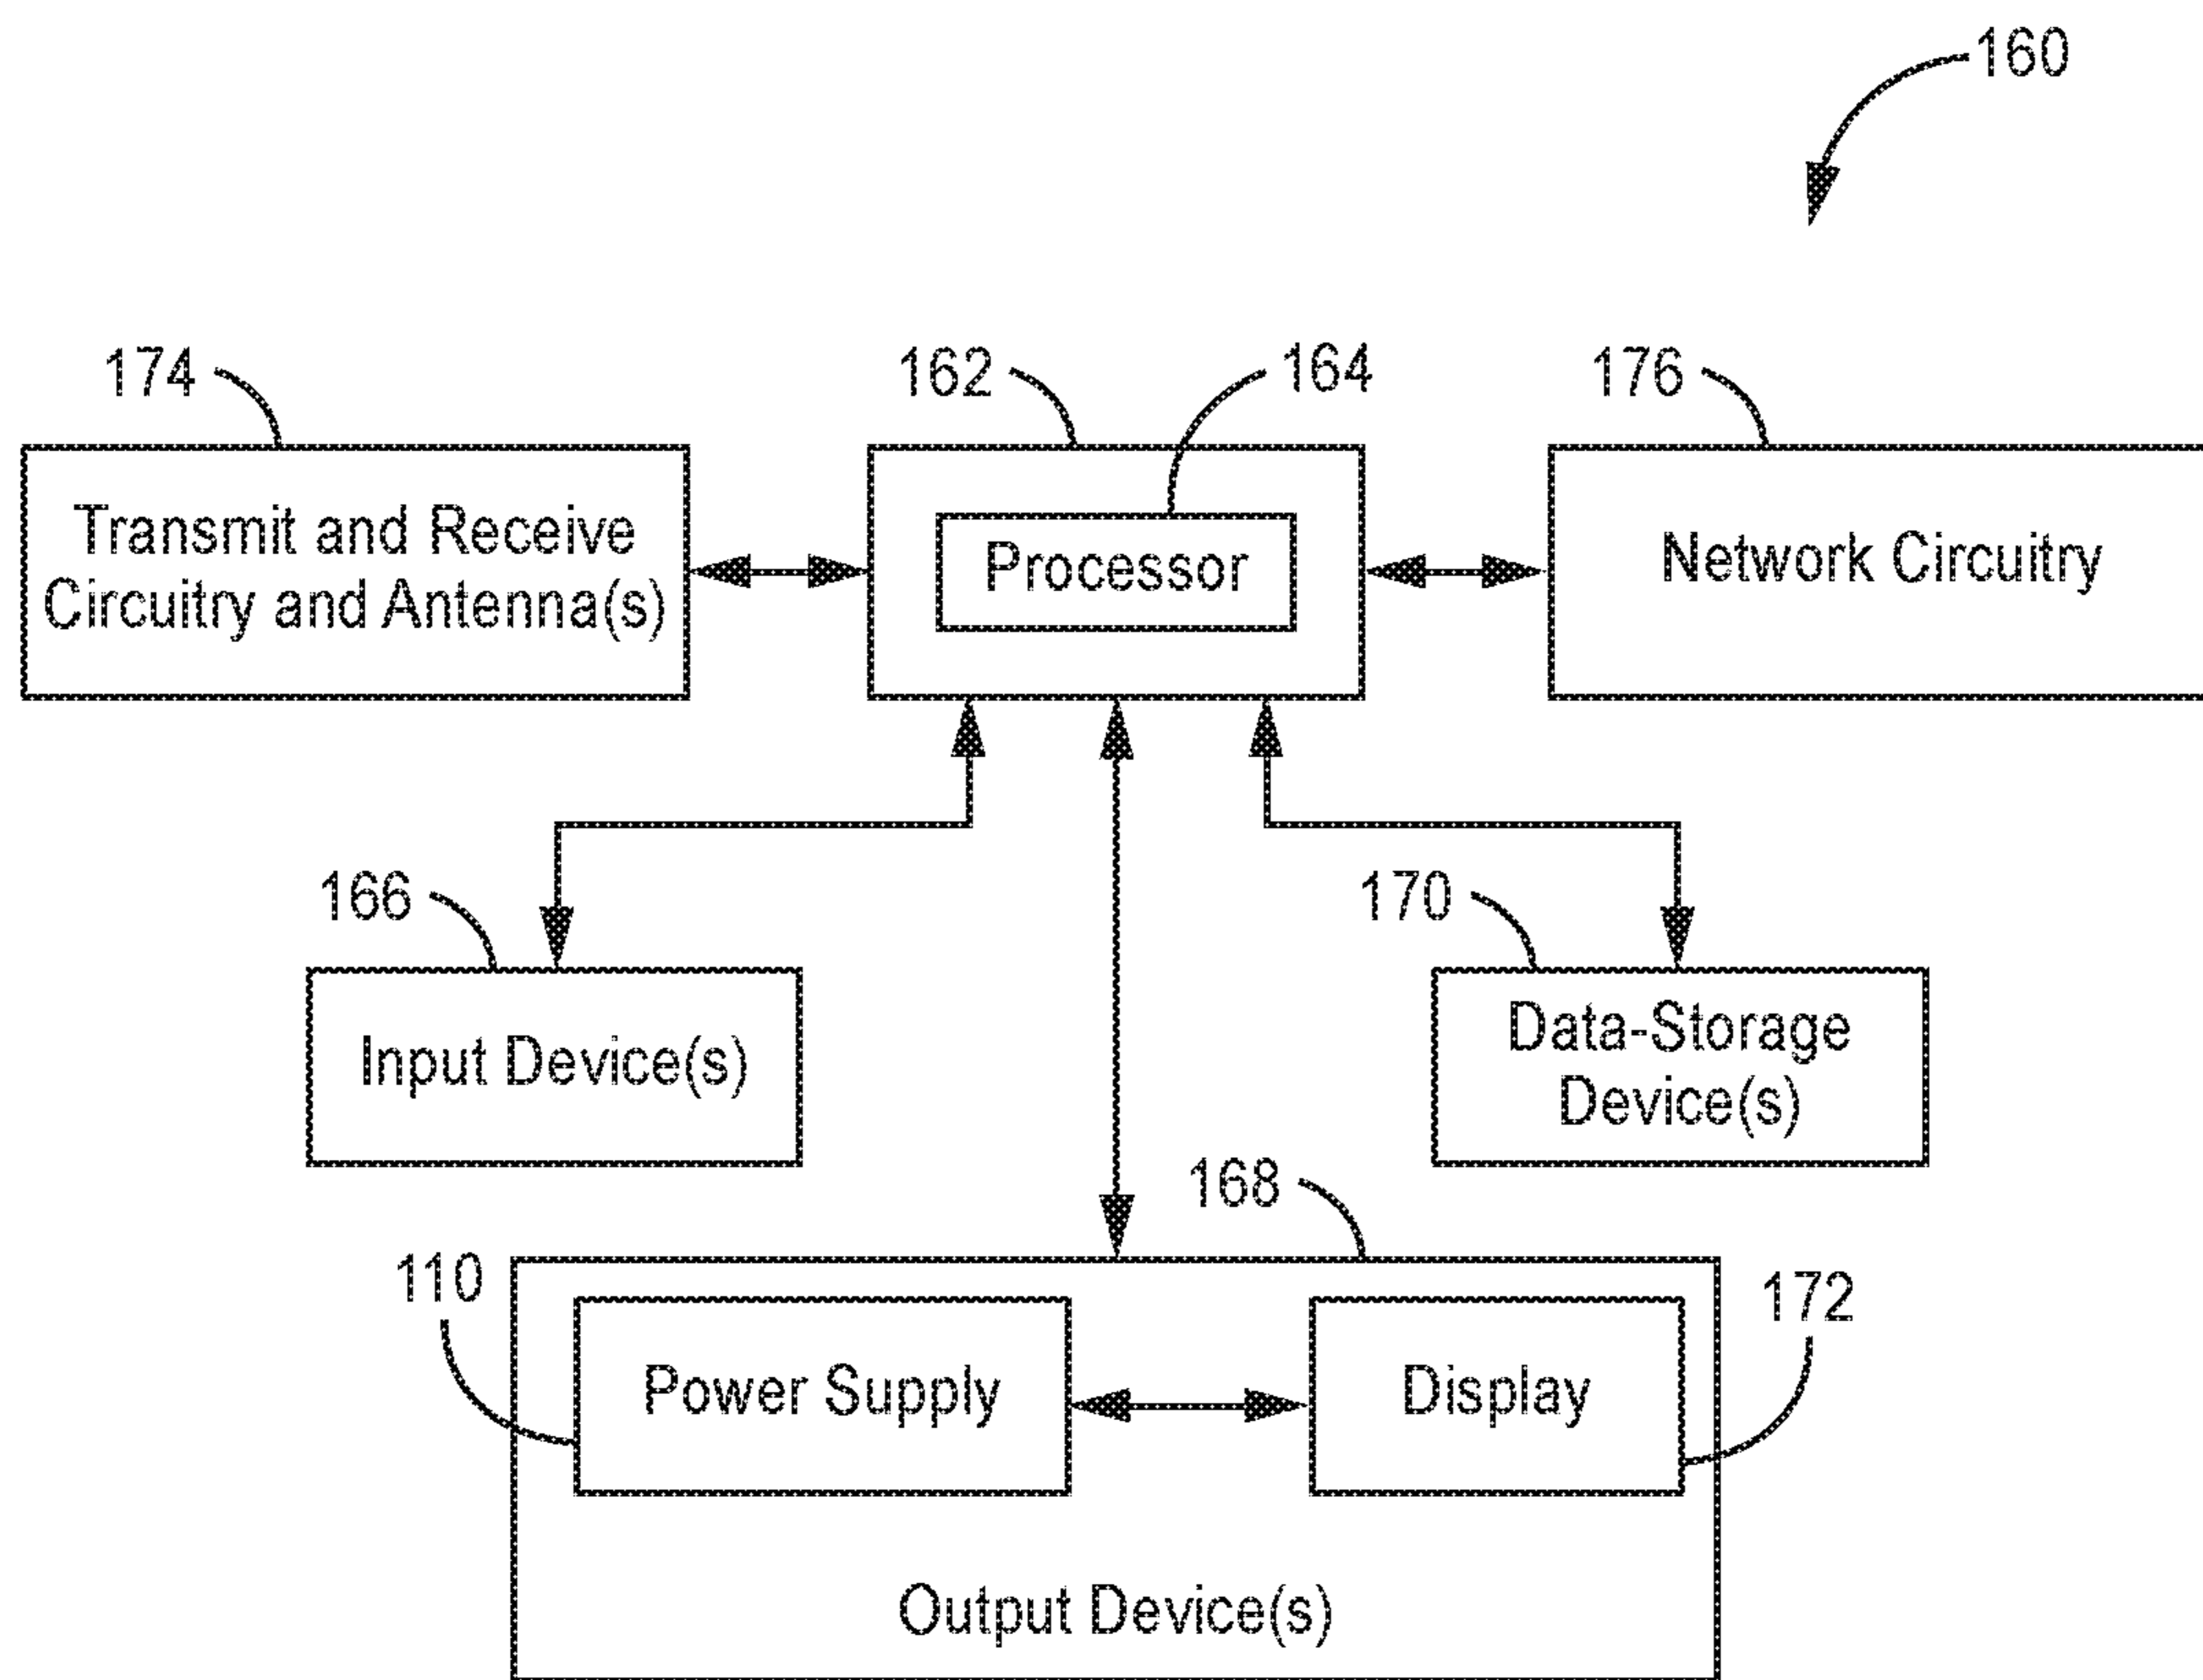 160
174
162
164
176
Transmit and Receive
Circuitry and Antenna(s)
Processor
Network Circuitry
166
170
Input Device(s)
Data-Storage
Device(s)
168
110
172
Power Supply
Display
Output Device(s)